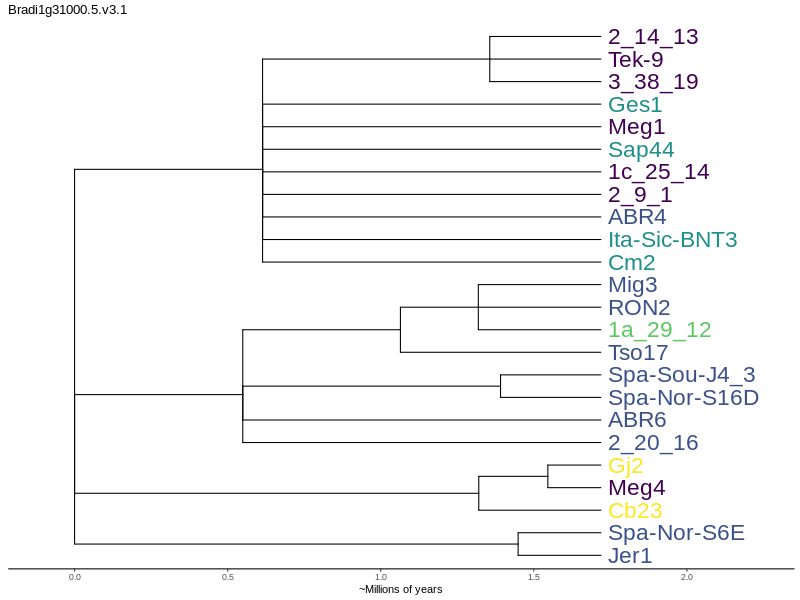 Bradi1g31000.5.v3.1
2_14_13
Tek-9
3_38_19
Ges1
Meg1
Sap44
1c_25_14
2_9_1
ABR4
Ita-Sic-BNT3
Cm2
Mig3
RON2
1a_29_12
Tso17
Spa-Sou-J4_3
Spa-Nor-S16D
ABR6
2_20_16
Gj2
Meg4
Cb23
Spa-Nor-S6E
Jer1
0.0 0.5 1.0 1.5 2.0
~Millions of years